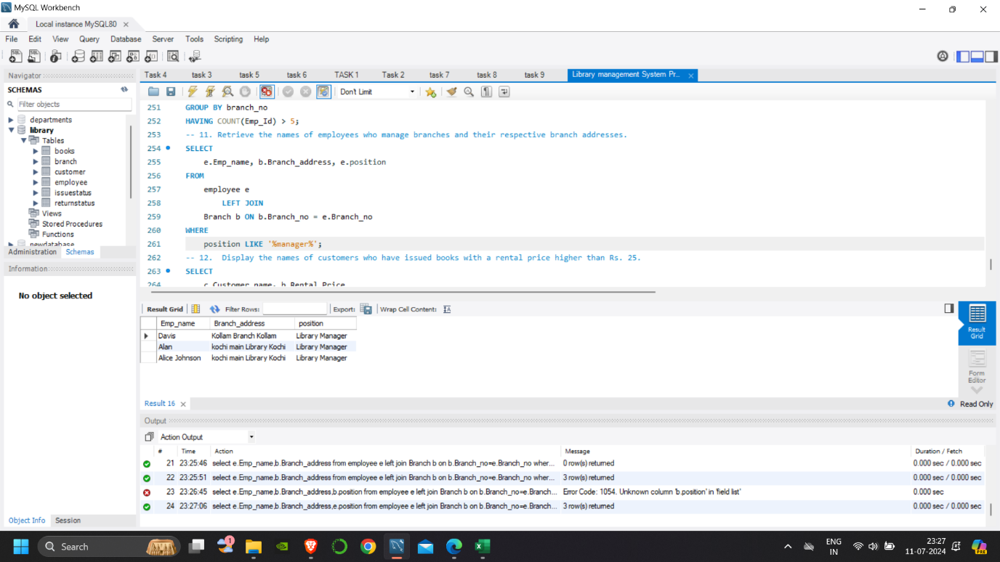 MySQL Workbench
Local instance MySQL80
File Edit View Query Database Server Tools Scripting Help
Navigator
SCHEMAS
Filter objects
departments
library
Tables
books
branch
customer
employee
issuestatus
returnstatus
Views
Stored Procedures
Functions
newdatabase
Administration Schemas
Information
No object selected
Object Info Session
Task 4 task 3 task 5 task 6 TASK 1 Task 2 task 7 task 8 task 9 Library management System Pr...
Don't Limit
251 GROUP BY branch_no
252 HAVING COUNT(Emp_Id) > 5;
253 -- 11. Retrieve the names of employees who manage branches and their respective branch addresses.
254 SELECT
255 e.Emp_name, b.Branch_address, e.position
256 FROM
257 employee e
258 LEFT JOIN
259 Branch b ON b.Branch_no = e.Branch_no
260 WHERE
261 position LIKE '%manager%';
262 -- 12.  Display the names of customers who have issued books with a rental price higher than Rs. 25.
263 SELECT
264 c.Customer_name, b.Rental_Price
Result Grid Filter Rows: Export: Wrap Cell Content:
Emp_name Branch_address position
Davis Kollam Branch Kollam Library Manager
Alan kochi main Library Kochi Library Manager
Alice Johnson kochi main Library Kochi Library Manager
Result Grid
Form Editor
Result 16
Read Only
Output
Action Output
# Time Action Message Duration / Fetch
21 23:25:46 select e.Emp_name,b.Branch_address from employee e left join Branch b on b.Branch_no=e.Branch_no wher... 0 row(s) returned 0.000 sec / 0.000 sec
22 23:25:51 select e.Emp_name,b.Branch_address from employee e left join Branch b on b.Branch_no=e.Branch_no wher... 3 row(s) returned 0.000 sec / 0.000 sec
23 23:26:45 select e.Emp_name,b.Branch_address,b.position from employee e left join Branch b on b.Branch_no=e.Branch... Error Code: 1054. Unknown column 'b.position' in 'field list' 0.000 sec
24 23:27:06 select e.Emp_name,b.Branch_address,e.position from employee e left join Branch b on b.Branch_no=e.Branch... 3 row(s) returned 0.000 sec / 0.000 sec
Search
1
ENG
IN
23:27
11-07-2024
PRE